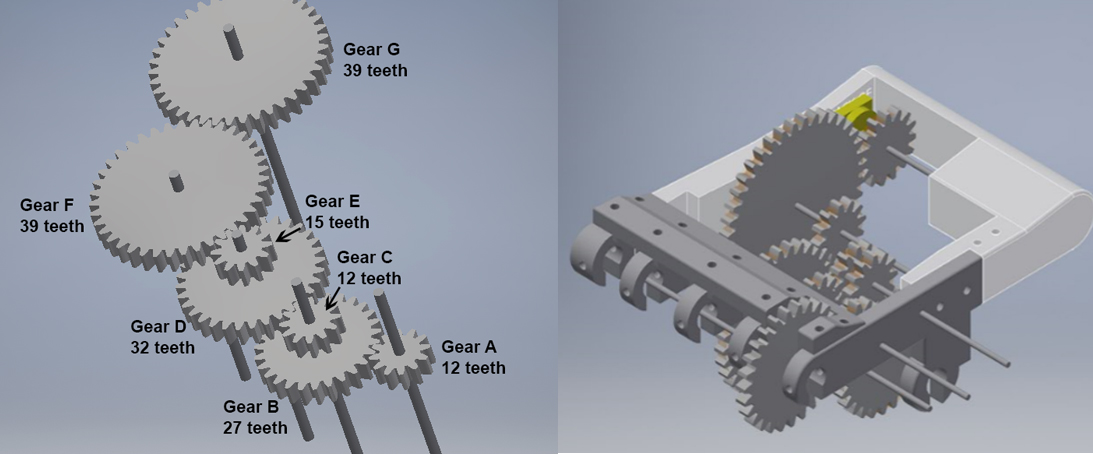 Gear G
39 teeth
Gear F
39 teeth
Gear E
15 teeth
Gear C
12 teeth
Gear D
32 teeth
Gear A
12 teeth
Gear B
27 teeth